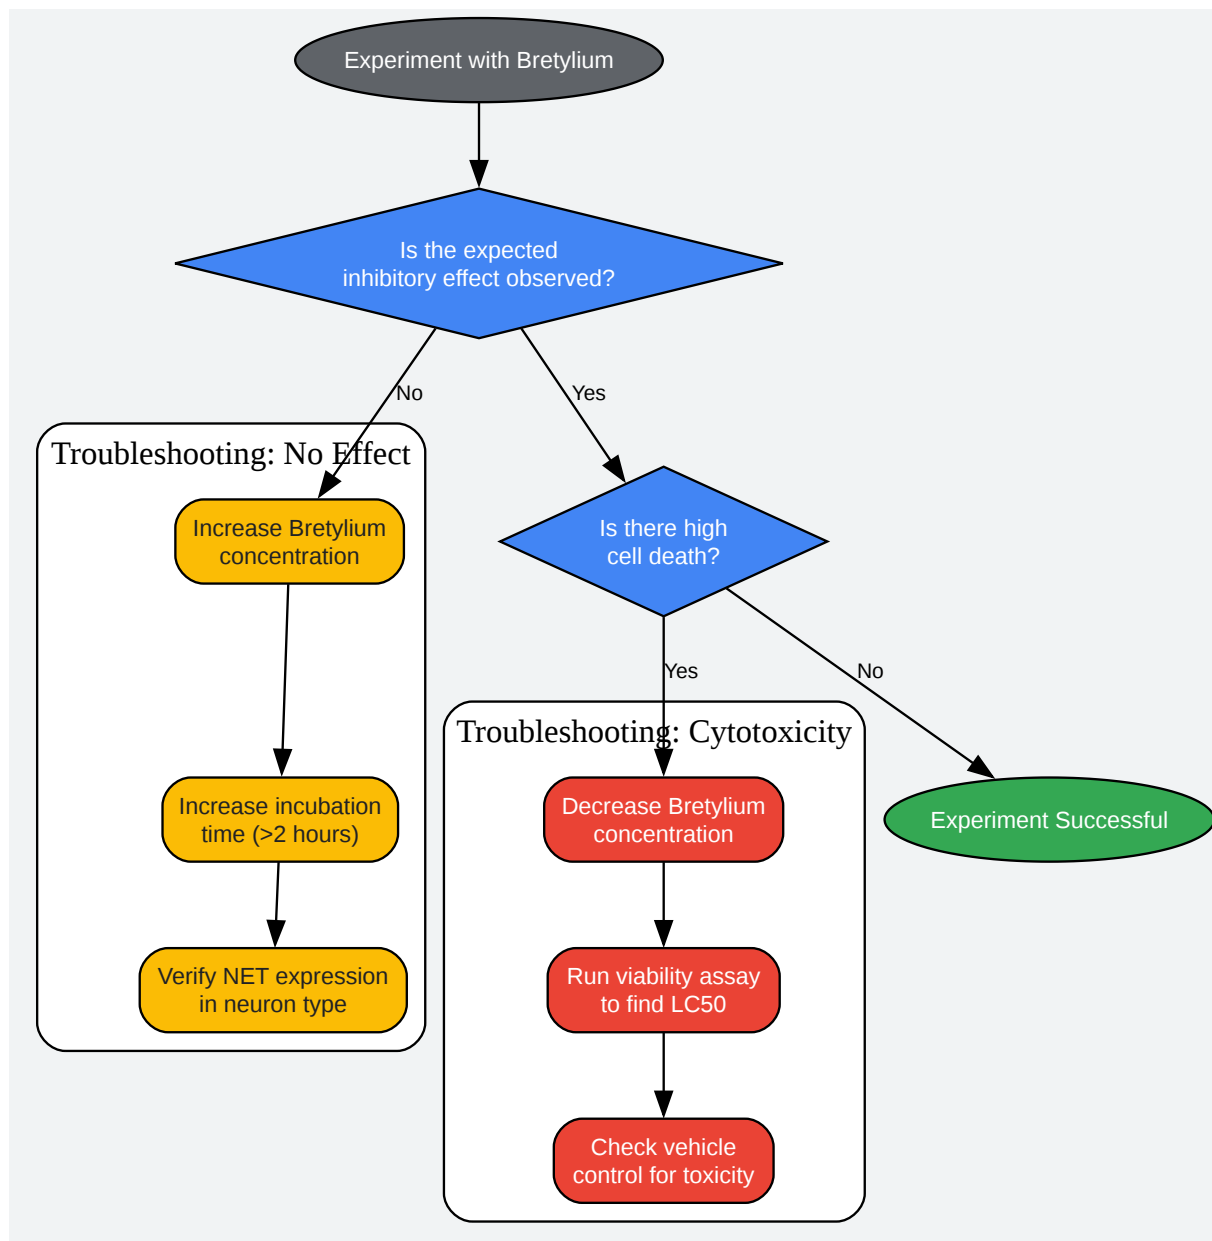 Experiment with Bretylium
Is the expected
inhibitory effect observed?
No
Yes
Troubleshooting: No Effect
Increase Bretylium
concentration
Is there high
cell death?
Yes
No
Troubleshooting: Cytotoxicity
Increase incubation
time (>2 hours)
Decrease Bretylium
concentration
Experiment Successful
Verify NET expression
in neuron type
Run viability assay
to find LC50
Check vehicle
control for toxicity